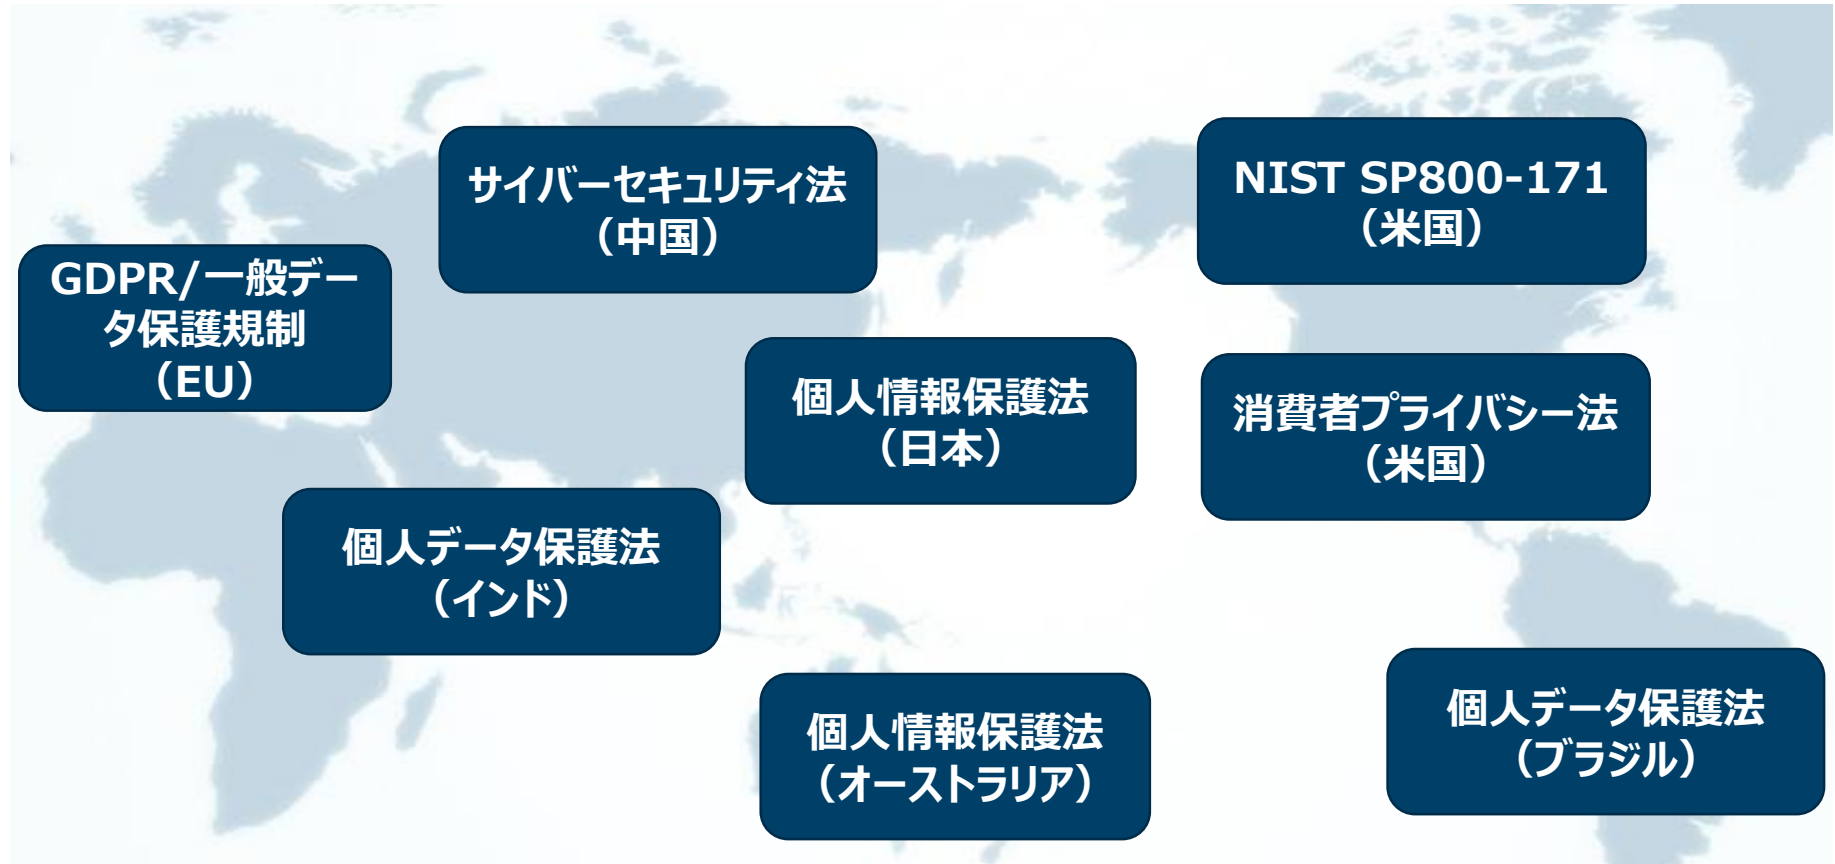 サイバーセキュリティ法
（中国）
NIST SP800-171
（米国）
GDPR/一般デー
タ保護規制
（EU）
個人情報保護法
（日本）
消費者プライバシー法
（米国）
個人データ保護法
（インド）
個人情報保護法
（オーストラリア）
個人データ保護法
（ブラジル）